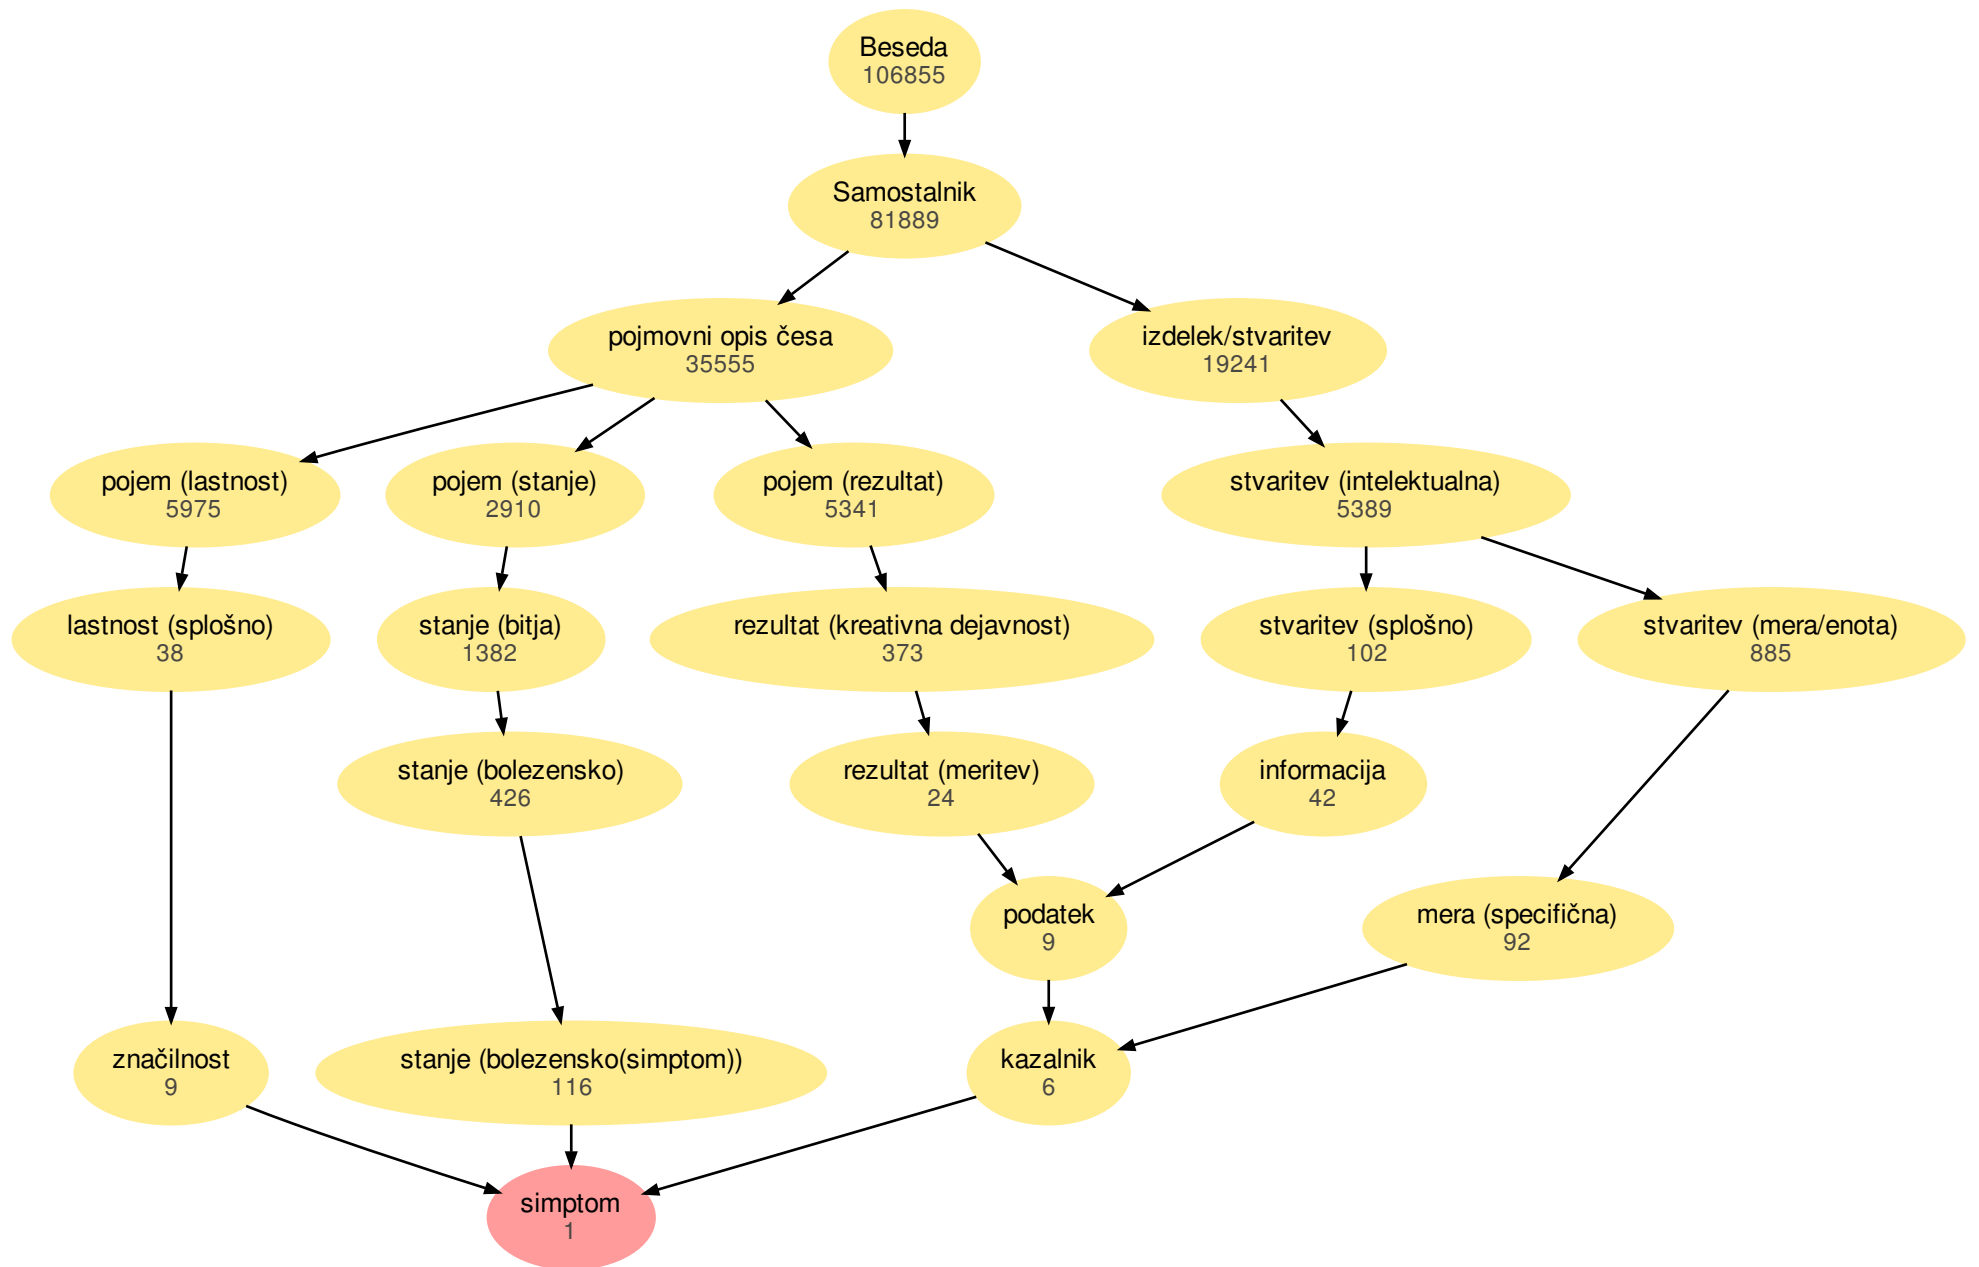 Beseda
106855
Samostalnik
81889
pojmovni opis česa
35555
izdelek/stvaritev
19241
pojem (lastnost)
5975
pojem (stanje)
2910
pojem (rezultat)
5341
stvaritev (intelektualna)
5389
lastnost (splošno)
38
stanje (bitja)
1382
rezultat (kreativna dejavnost)
373
stvaritev (splošno)
102
stvaritev (mera/enota)
885
stanje (bolezensko)
426
rezultat (meritev)
24
informacija
42
podatek
9
mera (specifična)
92
značilnost
9
stanje (bolezensko(simptom))
116
kazalnik
6
simptom
1